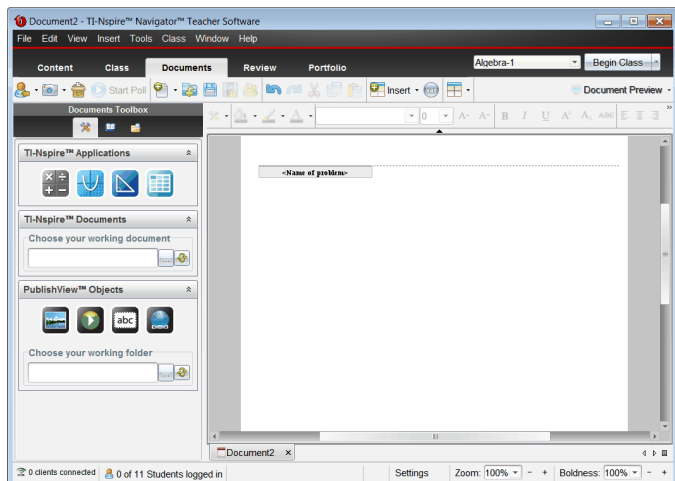 Document2 - TI-Nspire™ Navigator™ Teacher Software
File Edit View Insert Tools Class Window Help
Content Class Documents Review Portfolio Algebra-1 Begin Class
Start Poll Insert Document Preview
Documents Toolbox
0 A A B I U A A ABC
TI-Nspire™ Applications
<Name of problem>
TI-Nspire™ Documents
Choose your working document
...
PublishView™ Objects
abc
Choose your working folder
...
Document2 x
0 clients connected 0 of 11 Students logged in Settings Zoom: 100% - + Boldness: 100% - +